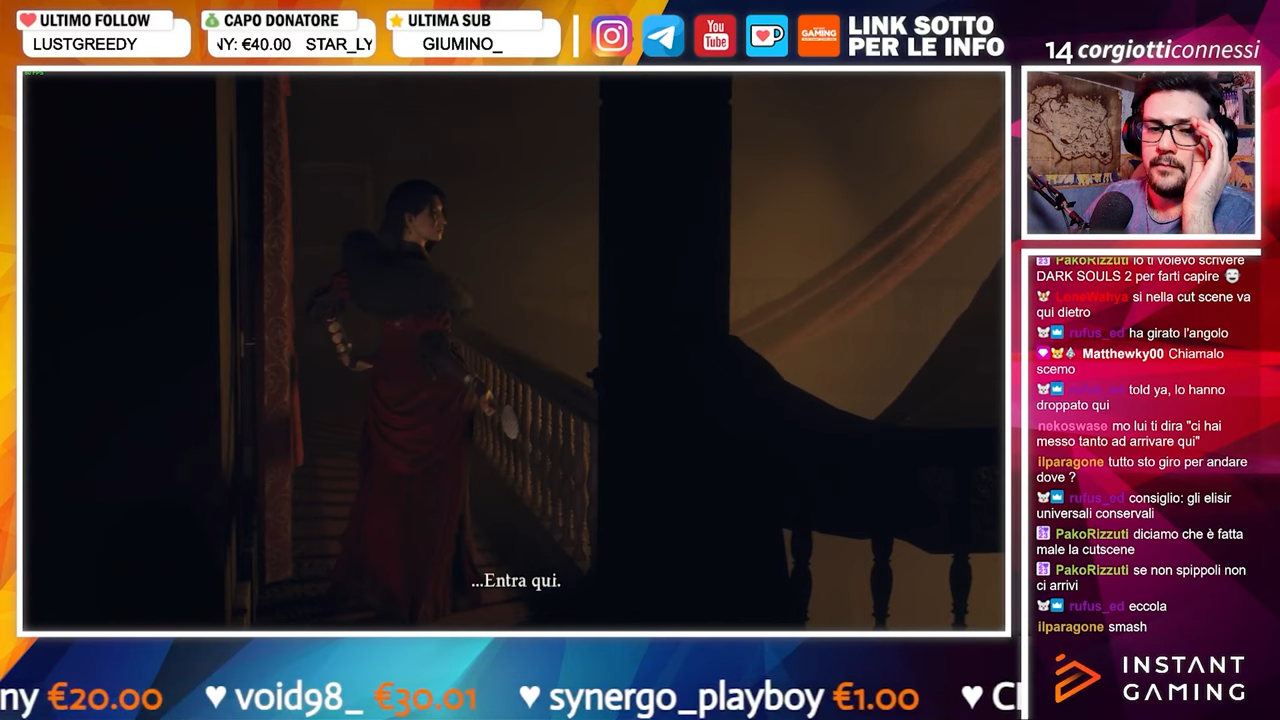 ULTIMO FOLLOW
LUSTGREEDY
CAPO DONATORE
NY: €40.00 STAR_LY
ULTIMA SUB
GIUMINO_
You
Tube
INSTANT
GAMING
LINK SOTTO
PER LE INFO
14 corgiotticonnessi
...Entra qui.
PakoRizzuti io ti volevo scrivere
DARK SOULS 2 per farti capire
LoneWahya si nella cut scene va
qui dietro
rufus_ed ha girato l'angolo
Matthewky00 Chiamalo
scemo
rufus_ed told ya, lo hanno
droppato qui
nekoswase mo lui ti dira "ci hai
messo tanto ad arrivare qui"
ilparagone tutto sto giro per andare
dove ?
rufus_ed consiglio: gli elisir
universali conservali
PakoRizzuti diciamo che è fatta
male la cutscene
PakoRizzuti se non spippoli non
ci arrivi
rufus_ed eccola
ilparagone smash
INSTANT
GAMING
ny €20.00 ♥ void98_ €30.01 ♥ synergo_playboy €1.00 ♥